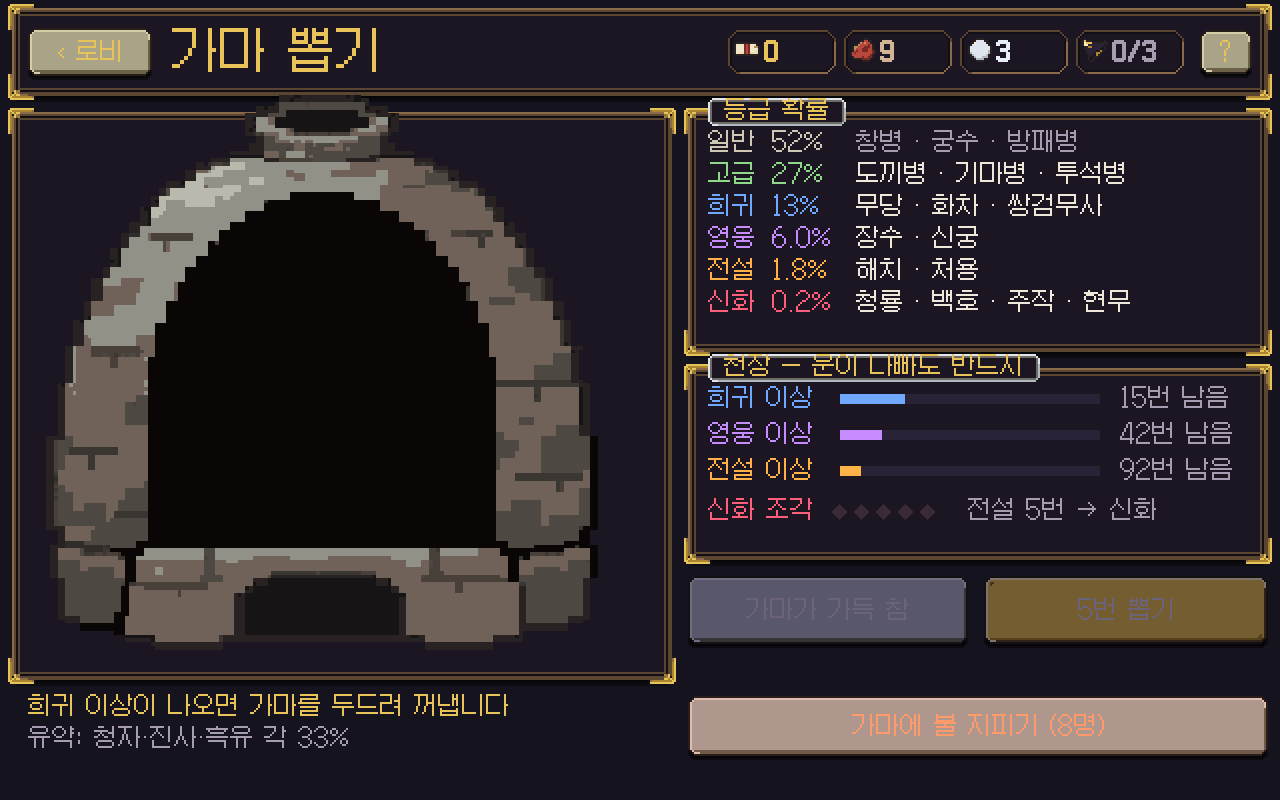 ‹ 로비
가마 뽑기
0
9
3
0/3
?
등급 확률
일반 52% 창병 · 궁수 · 방패병
고급 27% 도끼병 · 기마병 · 투석병
희귀 13% 무당 · 화차 · 쌍검무사
영웅 6.0% 장수 · 신궁
전설 1.8% 해치 · 처용
신화 0.2% 청룡 · 백호 · 주작 · 현무
천장 — 운이 나빠도 반드시
희귀 이상 15번 남음
영웅 이상 42번 남음
전설 이상 92번 남음
신화 조각 ◆◆◆◆◆ 전설 5번 → 신화
가마가 가득 참
5번 뽑기
희귀 이상이 나오면 가마를 두드려 꺼냅니다
유약: 청자·진사·흑유 각 33%
가마에 불 지피기 (8명)